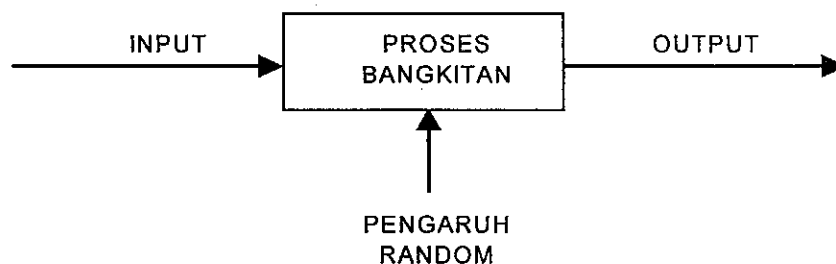 INPUT
PROSES
BANGKITAN
OUTPUT
PENGARUH
RANDOM